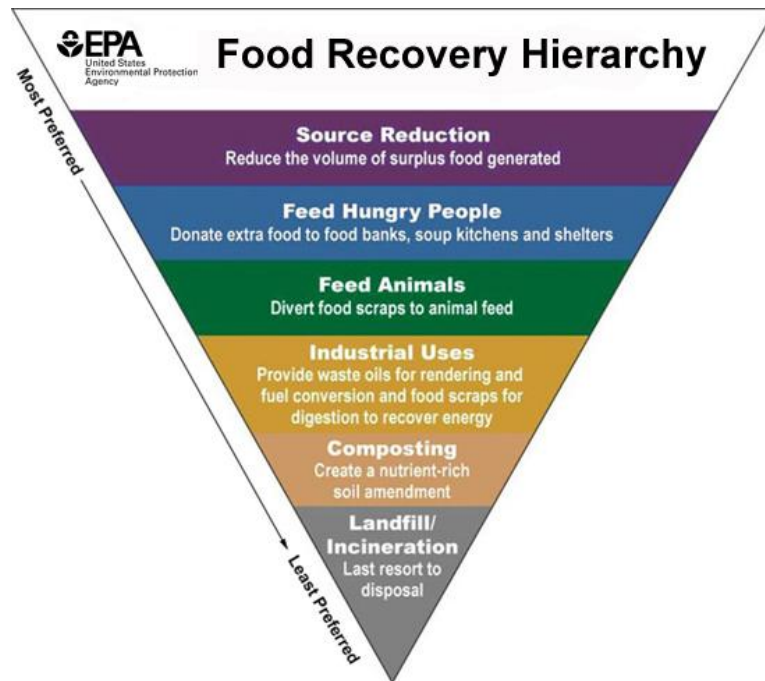 EPA
United States
Environmental Protection
Agency
Food Recovery Hierarchy
Most Preferred
Source Reduction
Reduce the volume of surplus food generated
Feed Hungry People
Donate extra food to food banks, soup kitchens and shelters
Feed Animals
Divert food scraps to animal feed
Industrial Uses
Provide waste oils for rendering and
fuel conversion and food scraps for
digestion to recover energy
Composting
Create a nutrient-rich
soil amendment
Landfill/
Incineration
Last resort to
disposal
Least Preferred